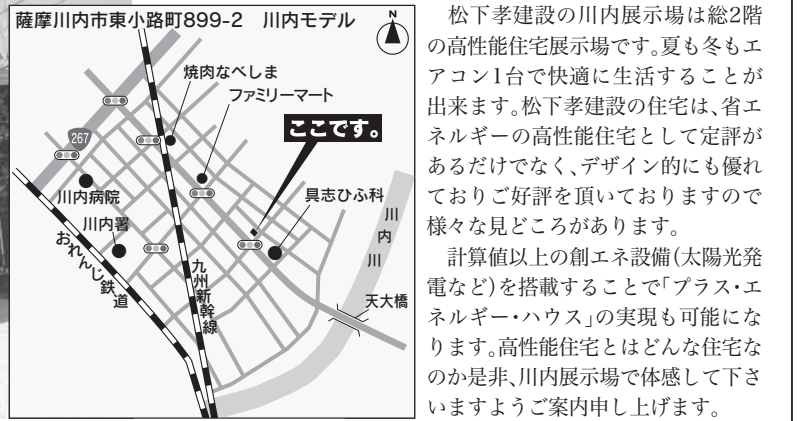 薩摩川内市東小路町899-2　川内モデル
N
焼肉なべしま
ファミリーマート
ここです。
267
川内病院
川内署
具志ひふ科
川内川
おれんじ鉄道
九州新幹線
天大橋
　松下孝建設の川内展示場は総2階
の高性能住宅展示場です。夏も冬もエ
アコン1台で快適に生活することが
出来ます。松下孝建設の住宅は、省エ
ネルギーの高性能住宅として定評が
あるだけでなく、デザイン的にも優れ
ておりご好評を頂いておりますので
様々な見どころがあります。
　計算値以上の創エネ設備(太陽光発
電など)を搭載することで「プラス・エ
ネルギー・ハウス」の実現も可能にな
ります。高性能住宅とはどんな住宅な
のか是非、川内展示場で体感して下さ
いますようご案内申し上げます。